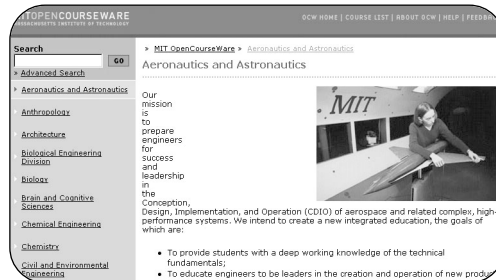 ITOPENCOURSEWARE
MASSACHUSETTS INSTITUTE OF TECHNOLOGY
OCW HOME | COURSE LIST | ABOUT OCW | HELP | FEEDBA
Search
GO
» Advanced Search
Aeronautics and Astronautics
Anthropology
Architecture
Biological Engineering
Division
Biology
Brain and Cognitive
Sciences
Chemical Engineering
Chemistry
Civil and Environmental
Engineering
» MIT OpenCourseWare » Aeronautics and Astronautics
Aeronautics and Astronautics
Our
mission
is
to
prepare
engineers
for
success
and
leadership
in
the
Conception,
MIT
Design, Implementation, and Operation (CDIO) of aerospace and related complex, high-
performance systems. We intend to create a new integrated education, the goals of
which are:
• To provide students with a deep working knowledge of the technical
fundamentals;
• To educate engineers to be leaders in the creation and operation of new produ